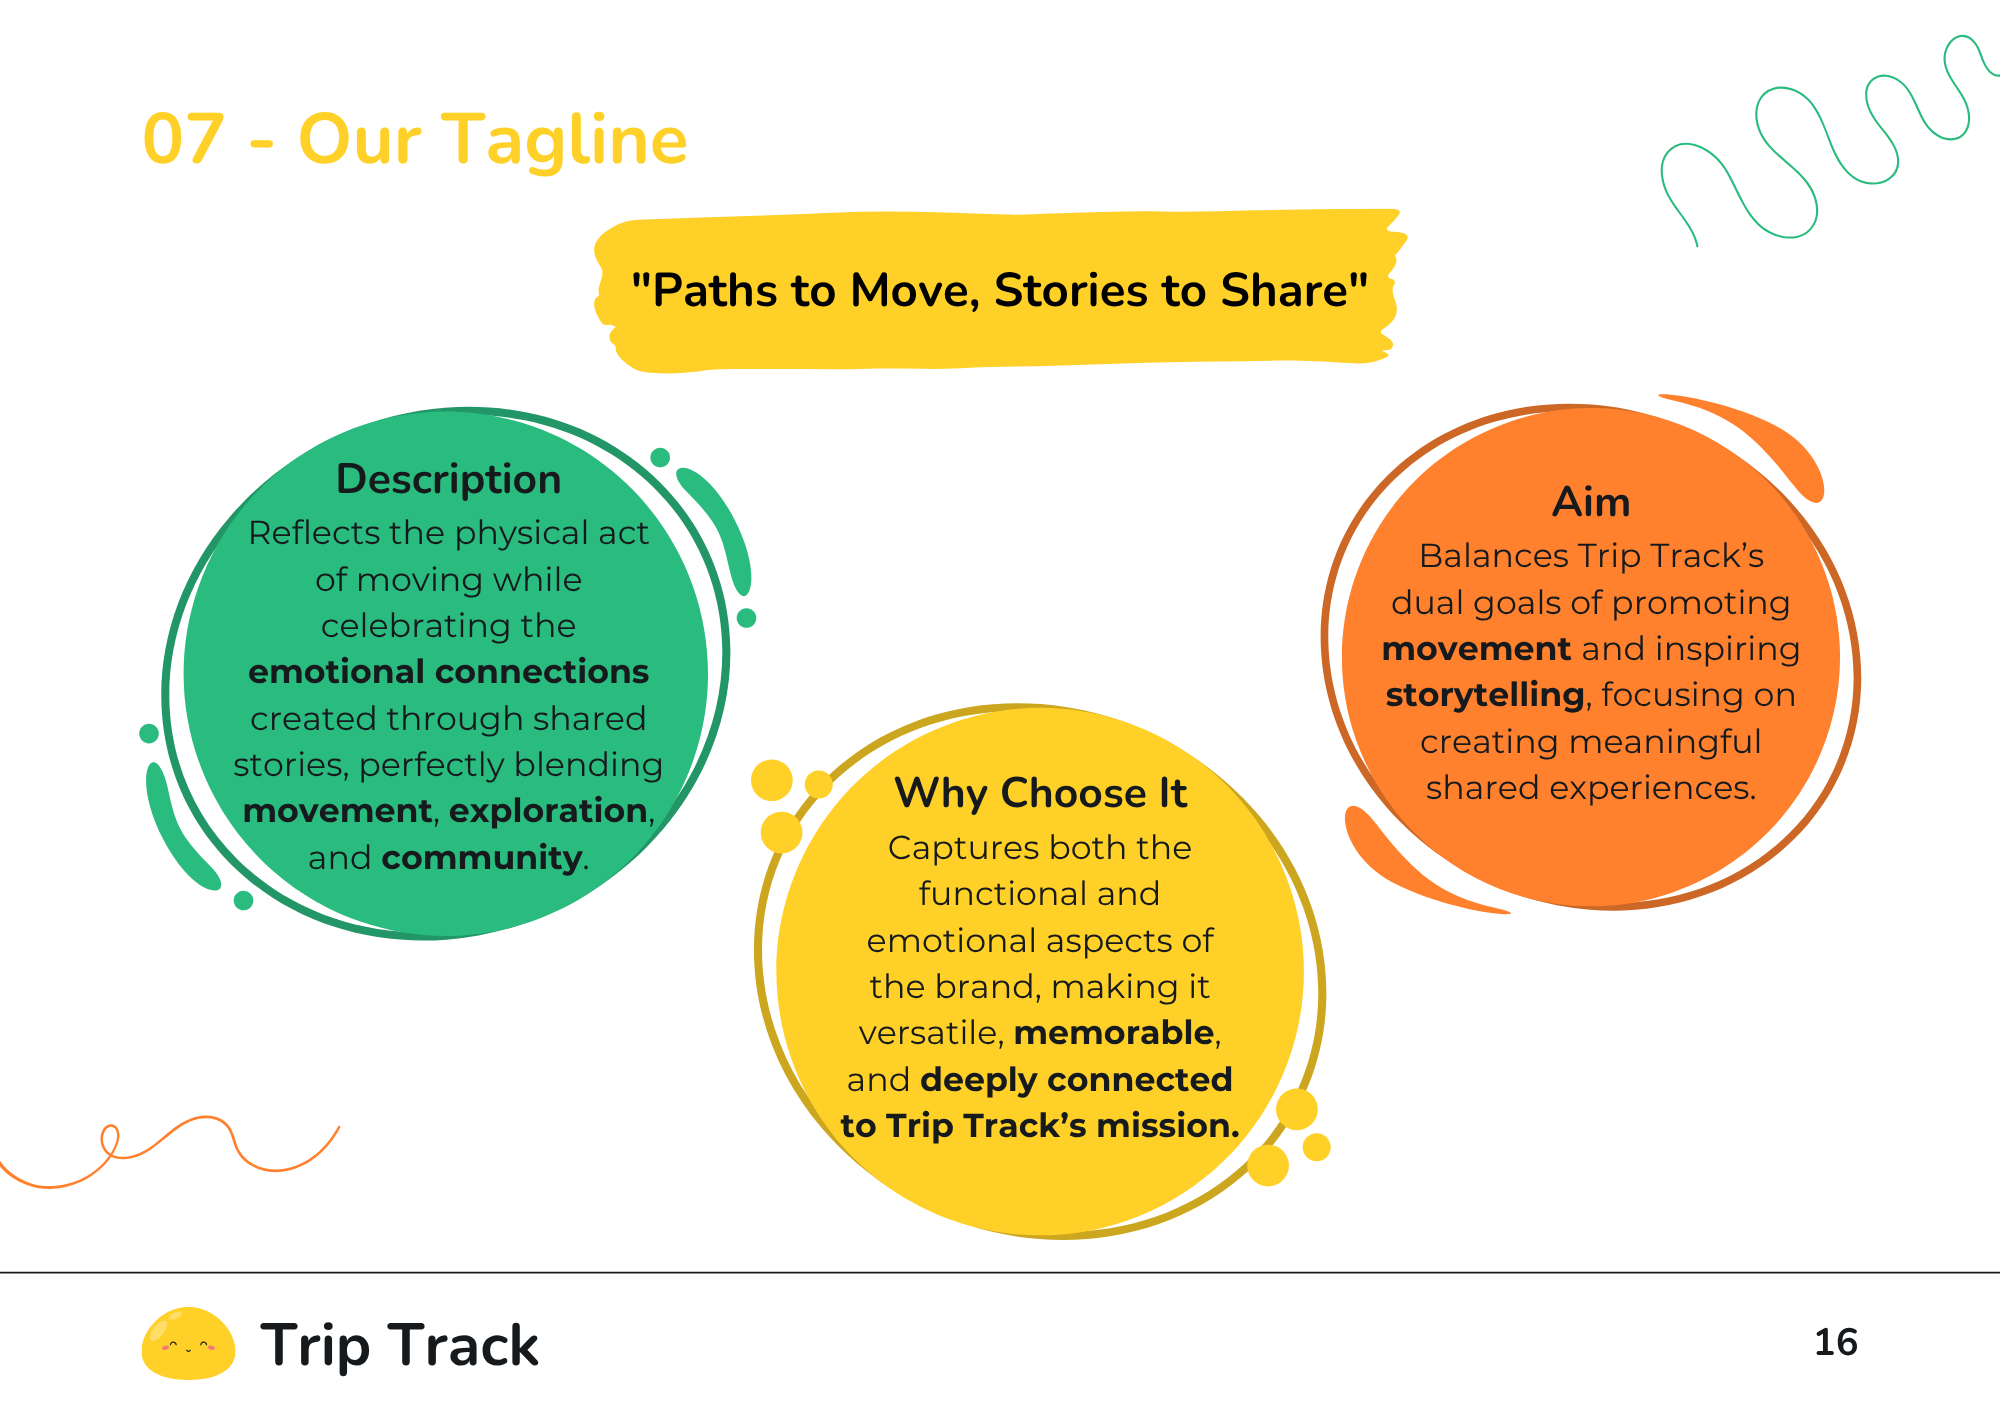 07 - Our Tagline
"Paths to Move, Stories to Share"
Description
Reflects the physical act
of moving while
celebrating the
emotional connections
created through shared
stories, perfectly blending
movement, exploration,
and community.
Why Choose It
Captures both the
functional and
emotional aspects of
the brand, making it
versatile, memorable,
and deeply connected
to Trip Track’s mission.
Aim
Balances Trip Track’s
dual goals of promoting
movement and inspiring
storytelling, focusing on
creating meaningful
shared experiences.
Trip Track
16